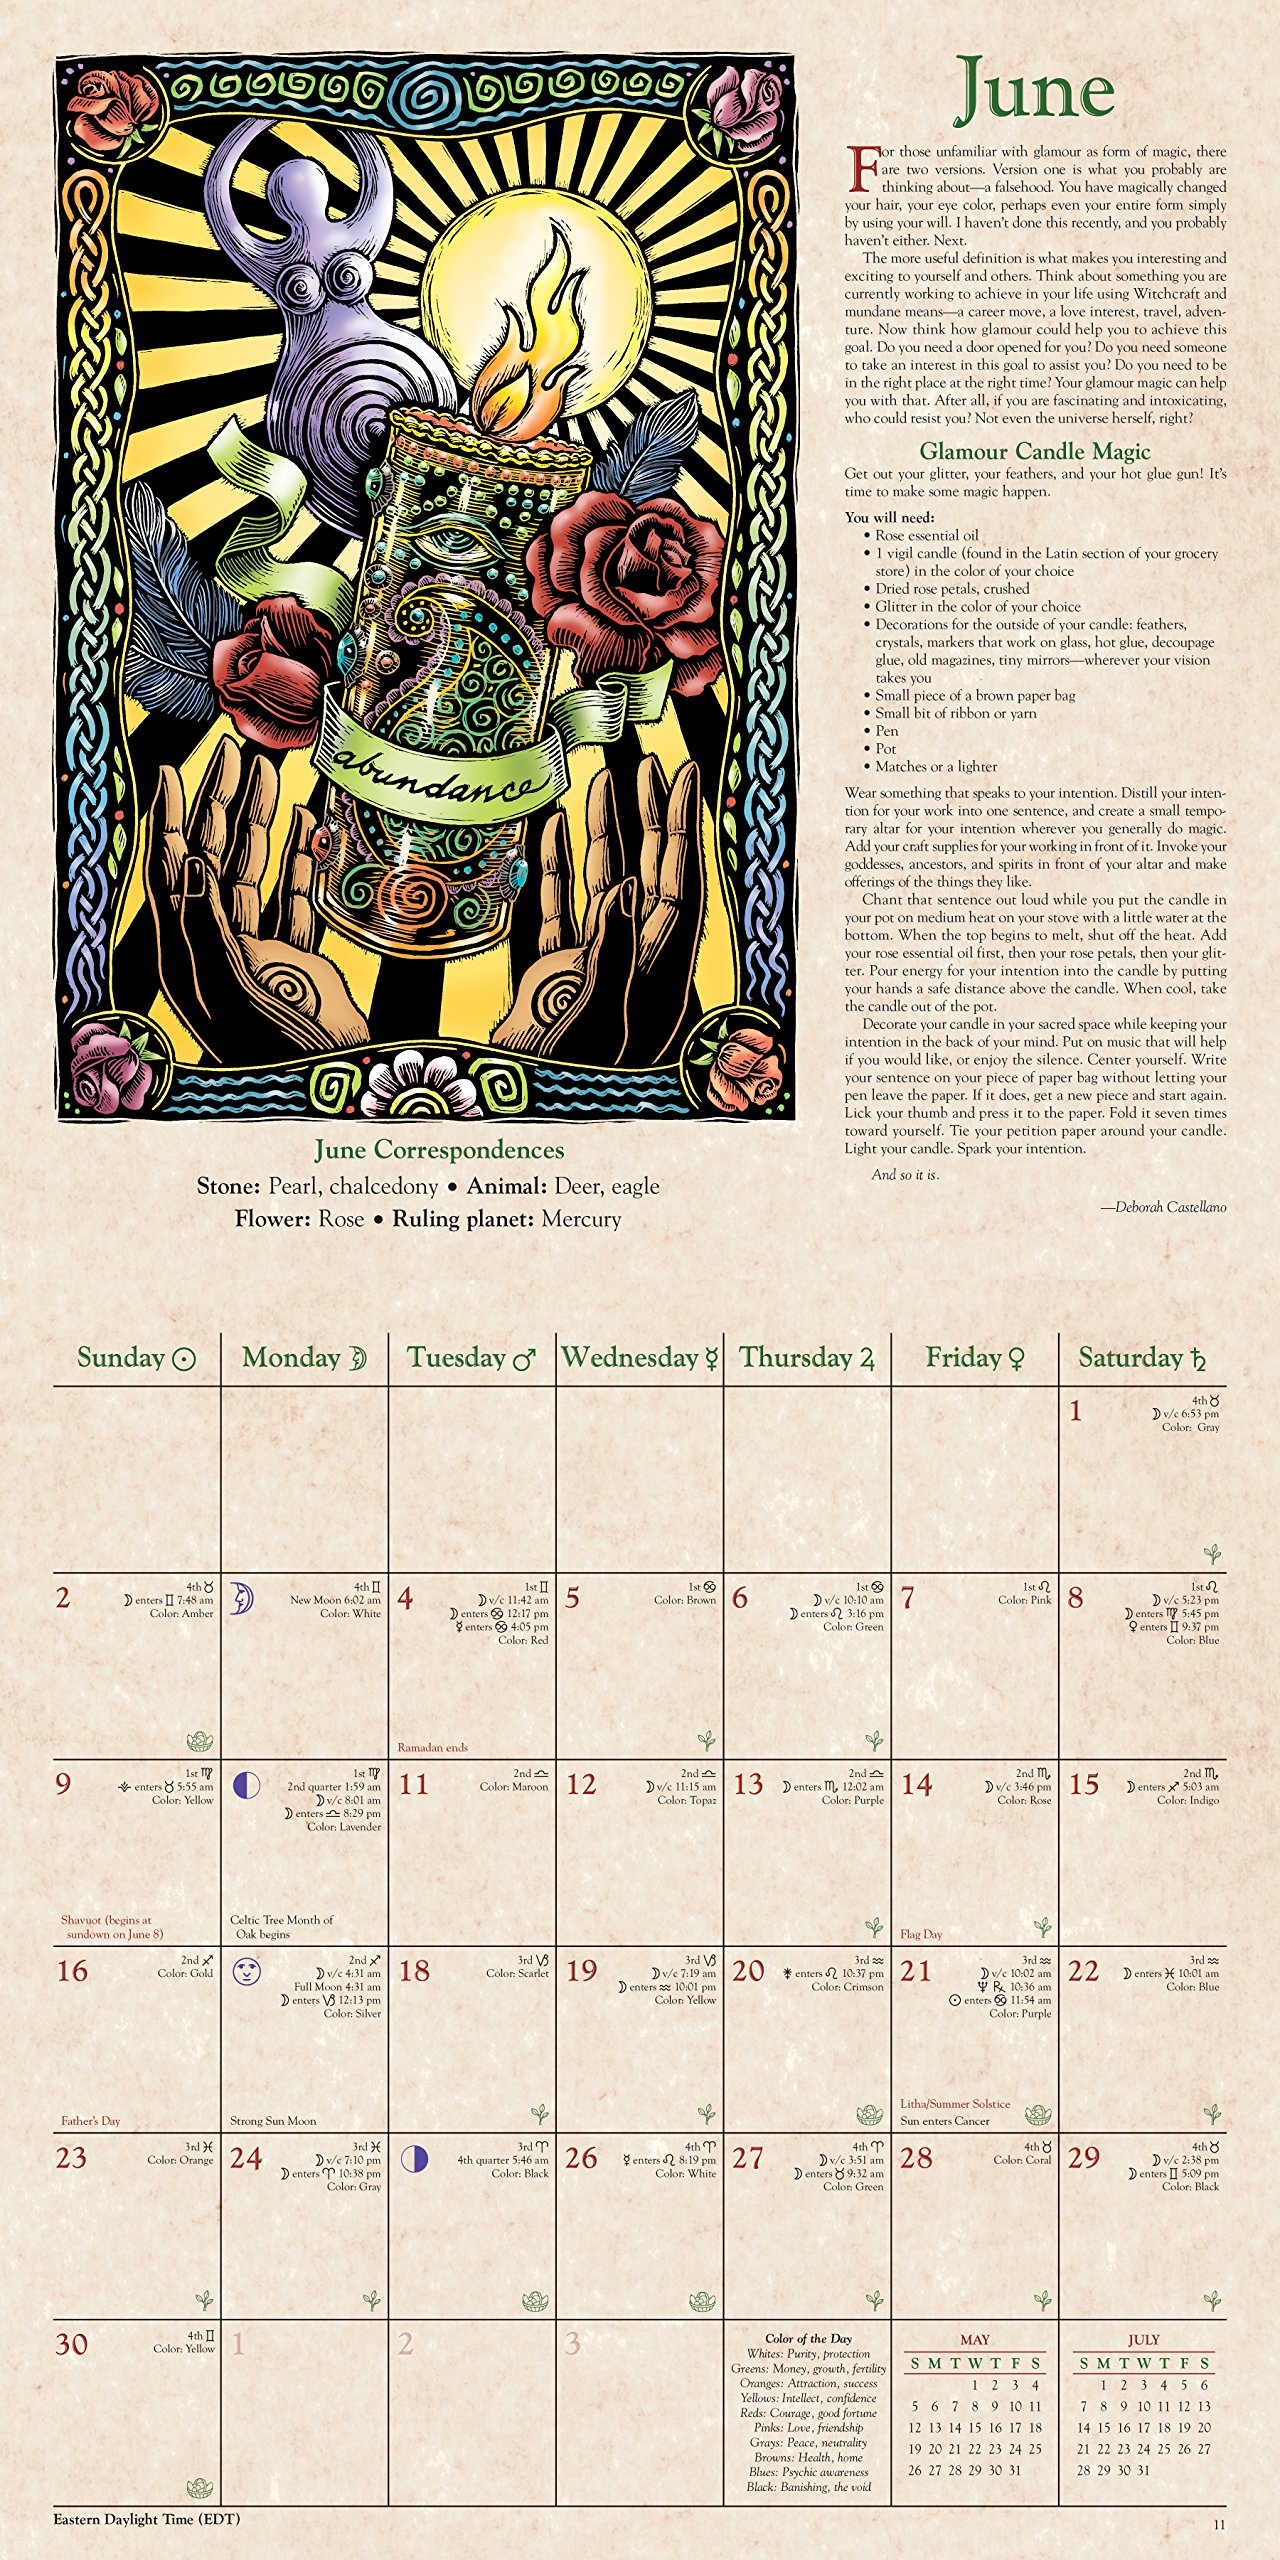 June
For those unfamiliar with glamour as form of magic, there
are two versions. Version one is what you probably are
thinking about—a falsehood. You have magically changed
your hair, your eye color, perhaps even your entire form simply
by using your will. I haven't done this recently, and you probably
haven't either. Next.
The more useful definition is what makes you interesting and
exciting to yourself and others. Think about something you are
currently working to achieve in your life using Witchcraft and
mundane means—a career move, a love interest, travel, adven-
ture. Now think how glamour could help you to achieve this
goal. Do you need a door opened for you? Do you need someone
to take an interest in this goal to assist you? Do you need to be
in the right place at the right time? Your glamour magic can help
you with that. After all, if you are fascinating and intoxicating,
who could resist you? Not even the universe herself, right?
Glamour Candle Magic
Get out your glitter, your feathers, and your hot glue gun! It's
time to make some magic happen.
You will need:
• Rose essential oil
• 1 vigil candle (found in the Latin section of your grocery
store) in the color of your choice
• Dried rose petals, crushed
• Glitter in the color of your choice
• Decorations for the outside of your candle: feathers,
crystals, markers that work on glass, hot glue, decoupage
glue, old magazines, tiny mirrors—wherever your vision
takes you
• Small piece of a brown paper bag
• Small bit of ribbon or yarn
• Pen
• Pot
• Matches or a lighter
Wear something that speaks to your intention. Distill your inten-
tion for your work into one sentence, and create a small tempo-
rary altar for your intention wherever you generally do magic.
Add your craft supplies for your working in front of it. Invoke your
goddesses, ancestors, and spirits in front of your altar and make
offerings of the things they like.
Chant that sentence out loud while you put the candle in
your pot on medium heat on your stove with a little water at the
bottom. When the top begins to melt, shut off the heat. Add
your rose essential oil first, then your rose petals, then your glit-
ter. Pour energy for your intention into the candle by putting
your hands a safe distance above the candle. When cool, take
the candle out of the pot.
Decorate your candle in your sacred space while keeping your
intention in the back of your mind. Put on music that will help
if you would like, or enjoy the silence. Center yourself. Write
your sentence on your piece of paper bag without letting your
pen leave the paper. If it does, get a new piece and start again.
Lick your thumb and press it to the paper. Fold it seven times
toward yourself. Tie your petition paper around your candle.
Light your candle. Spark your intention.
And so it is.
—Deborah Castellano
abundance
June Correspondences
Stone: Pearl, chalcedony • Animal: Deer, eagle
Flower: Rose • Ruling planet: Mercury
Sunday ☉ Monday ☽ Tuesday ♂ Wednesday ☿ Thursday ♃ Friday ♀ Saturday ♄
1
4th ♉
☽ v/c 6:53 pm
Color: Gray
2
4th ♉
☽ enters ♊ 7:48 am
Color: Amber
4th ♊
New Moon 6:02 am
Color: White
4
1st ♊
☽ v/c 11:42 am
☽ enters ♋ 12:17 pm
☿ enters ♋ 4:05 pm
Color: Red
Ramadan ends
5
1st ♋
Color: Brown
6
1st ♋
☽ v/c 10:10 am
☽ enters ♌ 3:16 pm
Color: Green
7
1st ♌
Color: Pink
8
1st ♌
☽ v/c 5:23 pm
☽ enters ♍ 5:45 pm
♀ enters ♊ 9:37 pm
Color: Blue
9
1st ♍
⚶ enters ♉ 5:55 am
Color: Yellow
Shavuot (begins at
sundown on June 8)
1st ♍
2nd quarter 1:59 am
☽ v/c 8:01 am
☽ enters ♎ 8:29 pm
Color: Lavender
Celtic Tree Month of
Oak begins
11
2nd ♎
Color: Maroon
12
2nd ♎
☽ v/c 11:15 am
Color: Topaz
13
2nd ♎
☽ enters ♏ 12:02 am
Color: Purple
14
2nd ♏
☽ v/c 3:46 pm
Color: Rose
Flag Day
15
2nd ♏
☽ enters ♐ 5:03 am
Color: Indigo
16
2nd ♐
Color: Gold
Father's Day
2nd ♐
☽ v/c 4:31 am
Full Moon 4:31 am
☽ enters ♑ 12:13 pm
Color: Silver
Strong Sun Moon
18
3rd ♑
Color: Scarlet
19
3rd ♑
☽ v/c 7:19 am
☽ enters ♒ 10:01 pm
Color: Yellow
20
3rd ♒
⚵ enters ♌ 10:37 pm
Color: Crimson
21
3rd ♒
☽ v/c 10:02 am
♆ ℞ 10:36 am
☉ enters ♋ 11:54 am
Color: Purple
Litha/Summer Solstice
Sun enters Cancer
22
3rd ♒
☽ enters ♓ 10:01 am
Color: Blue
23
3rd ♓
Color: Orange
24
3rd ♓
☽ v/c 7:10 pm
☽ enters ♈ 10:38 pm
Color: Gray
3rd ♈
4th quarter 5:46 am
Color: Black
26
4th ♈
☿ enters ♌ 8:19 pm
Color: White
27
4th ♈
☽ v/c 3:51 am
☽ enters ♉ 9:32 am
Color: Green
28
4th ♉
Color: Coral
29
4th ♉
☽ v/c 2:38 pm
☽ enters ♊ 5:09 pm
Color: Black
30
4th ♊
Color: Yellow
1
2
3
Color of the Day
Whites: Purity, protection
Greens: Money, growth, fertility
Oranges: Attraction, success
Yellows: Intellect, confidence
Reds: Courage, good fortune
Pinks: Love, friendship
Grays: Peace, neutrality
Browns: Health, home
Blues: Psychic awareness
Black: Banishing, the void
MAY
S M T W T F S
1 2 3 4
5 6 7 8 9 10 11
12 13 14 15 16 17 18
19 20 21 22 23 24 25
26 27 28 29 30 31
JULY
S M T W T F S
1 2 3 4 5 6
7 8 9 10 11 12 13
14 15 16 17 18 19 20
21 22 23 24 25 26 27
28 29 30 31
Eastern Daylight Time (EDT)
11